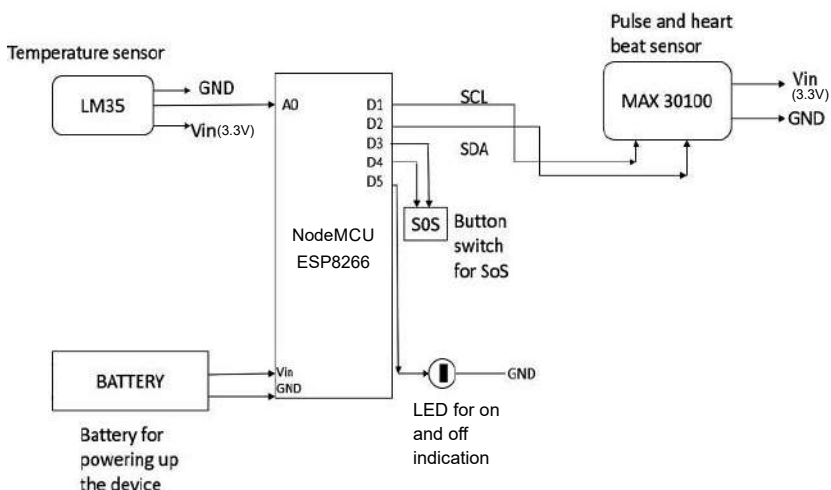 Temperature sensor
LM35
GND
Vin(3.3V)
A0
D1
D2
D3
D4
D5
NodeMCU
ESP8266
SCL
SDA
Pulse and heart
beat sensor
MAX 30100
Vin
(3.3V)
GND
S0S
Button
switch
for SoS
BATTERY
Vin
GND
Battery for
powering up
the device
GND
LED for on
and off
indication